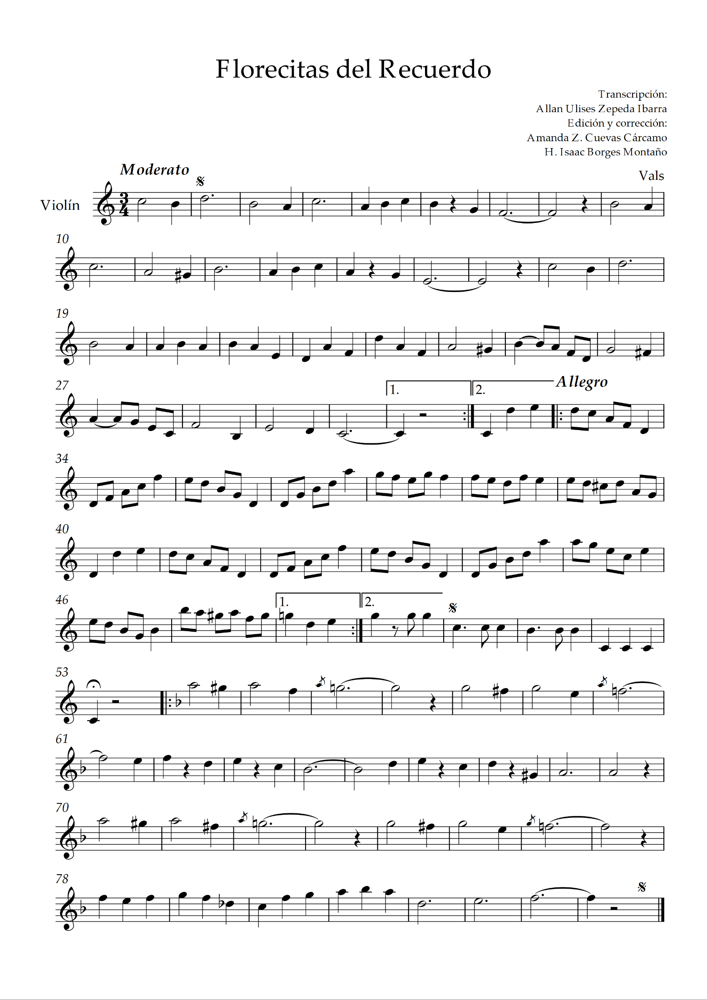 Florecitas del Recuerdo
Transcripción:
Allan Ulises Zepeda Ibarra
Edición y corrección:
Amanda Z. Cuevas Cárcamo
H. Isaac Borges Montaño
Moderato
Vals
Violín
3
4
10
19
27
1.
2.
Allegro
34
40
46
1.
2.
53
61
70
78